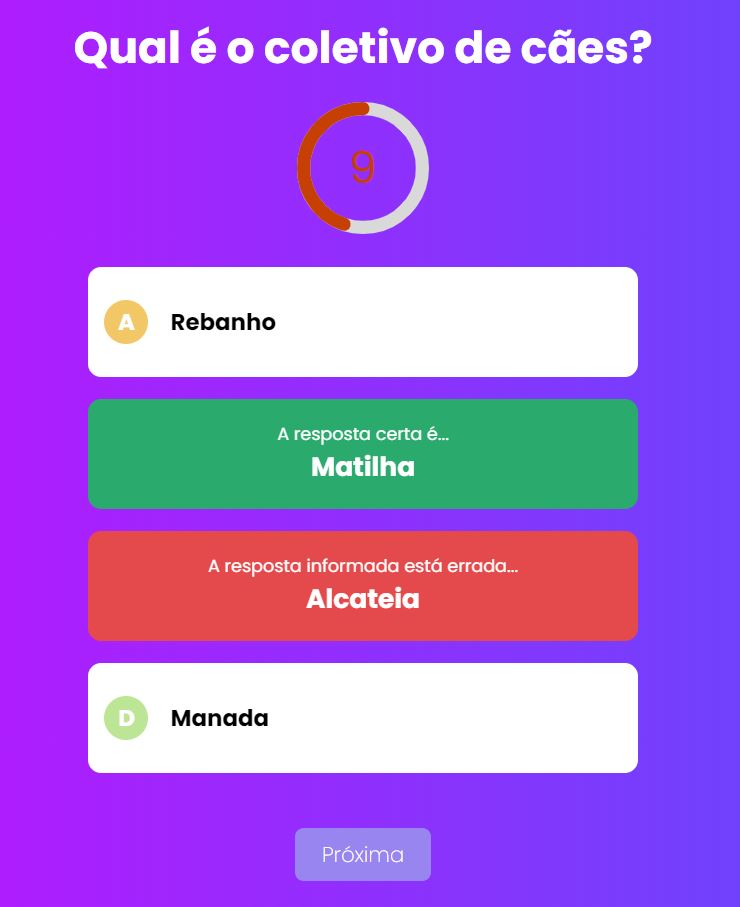 Qual é o coletivo de cães?
9
A Rebanho
A resposta certa é...
Matilha
A resposta informada está errada...
Alcateia
D Manada
Próxima